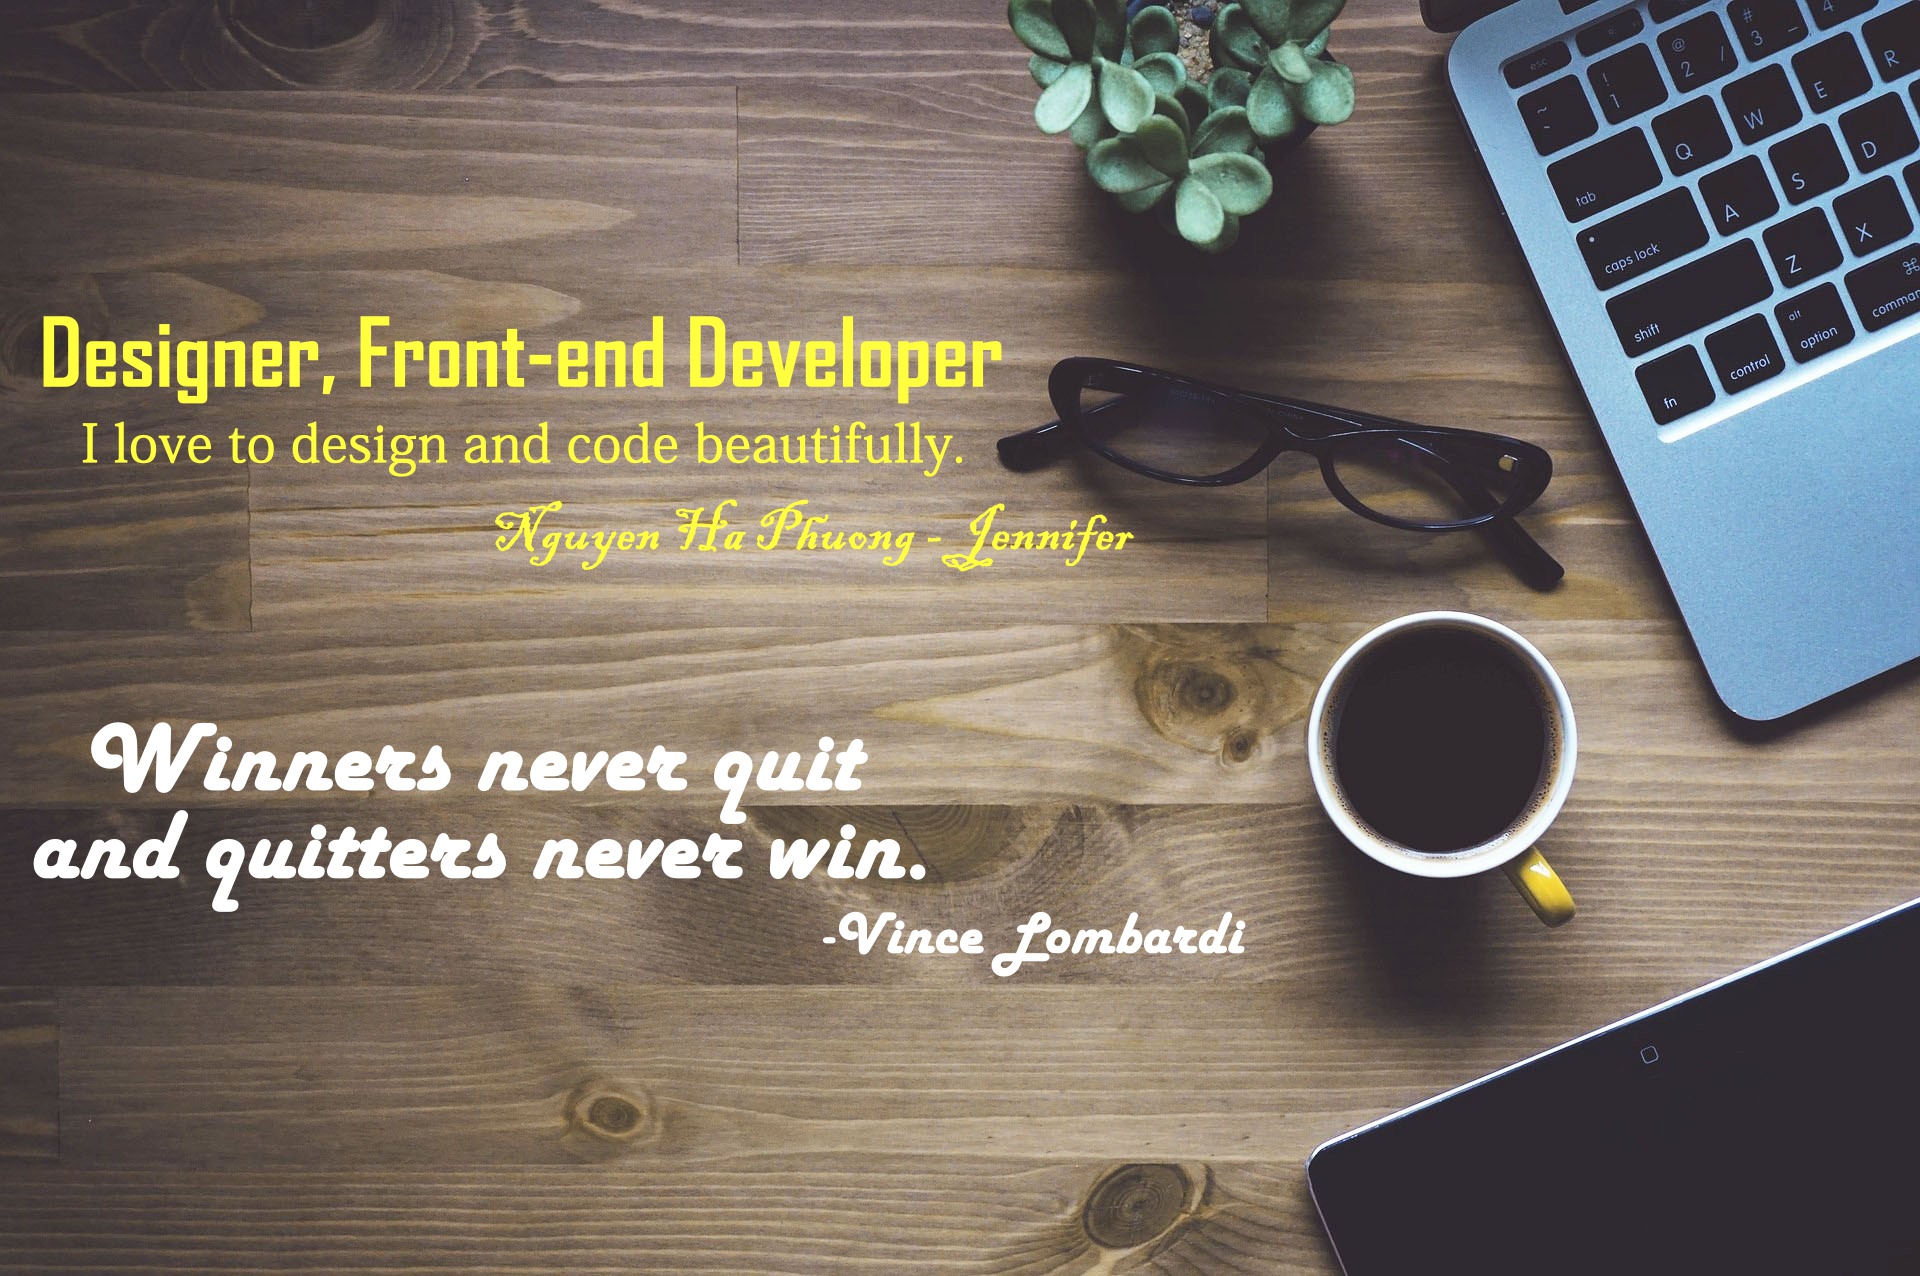 Designer, Front-end Developer
I love to design and code beautifully.
Nguyen Ha Phuong - Jennifer
Winners never quit
and quitters never win.
-Vince Lombardi
esc
! 1
@ 2 /
# 3 _
4
~
Q W E R
tab
A S D
caps lock
Z X
shift
fn control alt option ⌘ comman